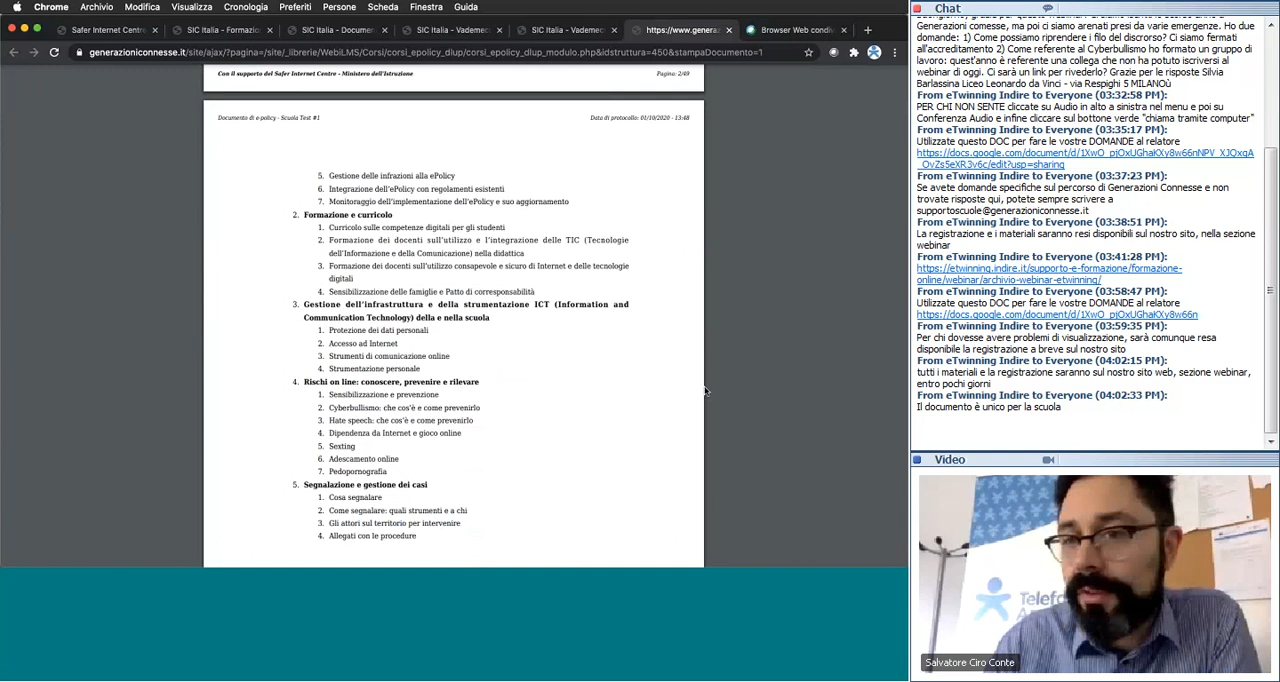 Chrome Archivio Modifica Visualizza Cronologia Preferiti Persone Scheda Finestra Guida
Safer Internet Centre - SIC Italia - Formazi SIC Italia - Documen SIC Italia - Vademec SIC Italia - Vademec https://www.genera Browser Web condiv
generazioniconnesse.it/site/ajax/?pagina=/site/_librerie/WebiLMS/Corsi/corsi_epolicy_dlup/corsi_epolicy_dlup_modulo.php&idstruttura=450&stampaDocumento=1
Con il supporto del Safer Internet Centre - Ministero dell'Istruzione Pagina: 2/49
Documento di e-policy - Scuola Test #1 Data di protocollo: 01/10/2020 - 13:48
5. Gestione delle infrazioni alla ePolicy
6. Integrazione dell'ePolicy con regolamenti esistenti
7. Monitoraggio dell'implementazione dell'ePolicy e suo aggiornamento
2. Formazione e curricolo
1. Curricolo sulle competenze digitali per gli studenti
2. Formazione dei docenti sull'utilizzo e l'integrazione delle TIC (Tecnologie
dell'Informazione e della Comunicazione) nella didattica
3. Formazione dei docenti sull'utilizzo consapevole e sicuro di Internet e delle tecnologie
digitali
4. Sensibilizzazione delle famiglie e Patto di corresponsabilità
3. Gestione dell'infrastruttura e della strumentazione ICT (Information and
Communication Technology) della e nella scuola
1. Protezione dei dati personali
2. Accesso ad Internet
3. Strumenti di comunicazione online
4. Strumentazione personale
4. Rischi on line: conoscere, prevenire e rilevare
1. Sensibilizzazione e prevenzione
2. Cyberbullismo: che cos'è e come prevenirlo
3. Hate speech: che cos'è e come prevenirlo
4. Dipendenza da Internet e gioco online
5. Sexting
6. Adescamento online
7. Pedopornografia
5. Segnalazione e gestione dei casi
1. Cosa segnalare
2. Come segnalare: quali strumenti e a chi
3. Gli attori sul territorio per intervenire
4. Allegati con le procedure
Chat
Generazioni comesse, ma poi ci siamo arenati presi da varie emergenze. Ho due
domande: 1) Come possiamo riprendere i filo del discrorso? Ci siamo fermati
all'accreditamento 2) Come referente al Cyberbullismo ho formato un gruppo di
lavoro: quest'anno è referente una collega che non ha potuto iscriversi al
webinar di oggi. Ci sarà un link per rivederlo? Grazie per le risposte Silvia
Barlassina Liceo Leonardo da Vinci - via Respighi 5 MILANOù
From eTwinning Indire to Everyone (03:32:58 PM):
PER CHI NON SENTE cliccate su Audio in alto a sinistra nel menu e poi su
Conferenza Audio e infine cliccare sul bottone verde "chiama tramite computer"
From eTwinning Indire to Everyone (03:35:17 PM):
Utilizzate questo DOC per fare le vostre DOMANDE al relatore
https://docs.google.com/document/d/1XwO_pjOxUGhaKXy8w66nNPV_XJQxgA
_OvZs5eXR3v6c/edit?usp=sharing
From eTwinning Indire to Everyone (03:37:23 PM):
Se avete domande specifiche sul percorso di Generazioni Connesse e non
trovate risposte qui, potete sempre scrivere a
supportoscuole@generazioniconnesse.it
From eTwinning Indire to Everyone (03:38:51 PM):
La registrazione e i materiali saranno resi disponibili sul nostro sito, nella sezione
webinar
From eTwinning Indire to Everyone (03:41:28 PM):
https://etwinning.indire.it/supporto-e-formazione/formazione-
online/webinar/archivio-webinar-etwinning/
From eTwinning Indire to Everyone (03:58:47 PM):
Utilizzate questo DOC per fare le vostre DOMANDE al relatore
https://docs.google.com/document/d/1XwO_pjOxUGhaKXy8w66n
From eTwinning Indire to Everyone (03:59:35 PM):
Per chi dovesse avere problemi di visualizzazione, sarà comunque resa
disponibile la registrazione a breve sul nostro sito
From eTwinning Indire to Everyone (04:02:15 PM):
tutti i materiali e la registrazione saranno sul nostro sito web, sezione webinar,
entro pochi giorni
From eTwinning Indire to Everyone (04:02:33 PM):
Il documento è unico per la scuola
Video
Telef
A
Salvatore Ciro Conte